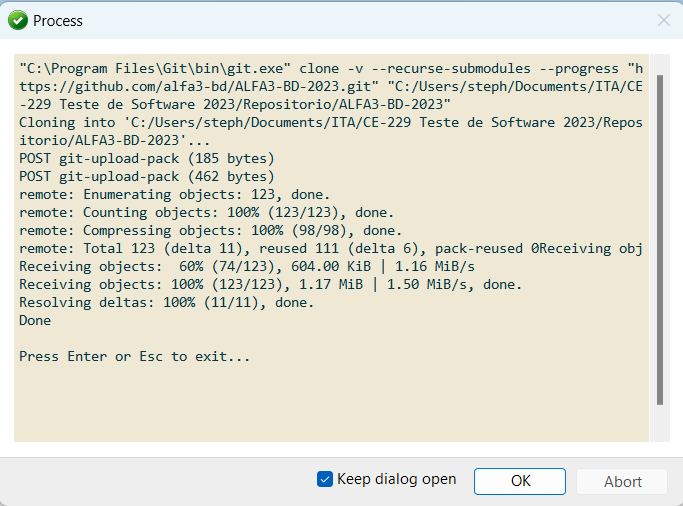 Process
"C:\Program Files\Git\bin\git.exe" clone -v --recurse-submodules --progress "h
ttps://github.com/alfa3-bd/ALFA3-BD-2023.git" "C:/Users/steph/Documents/ITA/CE
-229 Teste de Software 2023/Repositorio/ALFA3-BD-2023"
Cloning into 'C:/Users/steph/Documents/ITA/CE-229 Teste de Software 2023/Repos
itorio/ALFA3-BD-2023'...
POST git-upload-pack (185 bytes)
POST git-upload-pack (462 bytes)
remote: Enumerating objects: 123, done.
remote: Counting objects: 100% (123/123), done.
remote: Compressing objects: 100% (98/98), done.
remote: Total 123 (delta 11), reused 111 (delta 6), pack-reused 0Receiving obj
Receiving objects:  60% (74/123), 604.00 KiB | 1.16 MiB/s
Receiving objects: 100% (123/123), 1.17 MiB | 1.50 MiB/s, done.
Resolving deltas: 100% (11/11), done.
Done
Press Enter or Esc to exit...
Keep dialog open
OK
Abort